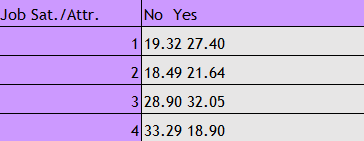 Job Sat./Attr. No Yes
1 19.32 27.40
2 18.49 21.64
3 28.90 32.05
4 33.29 18.90